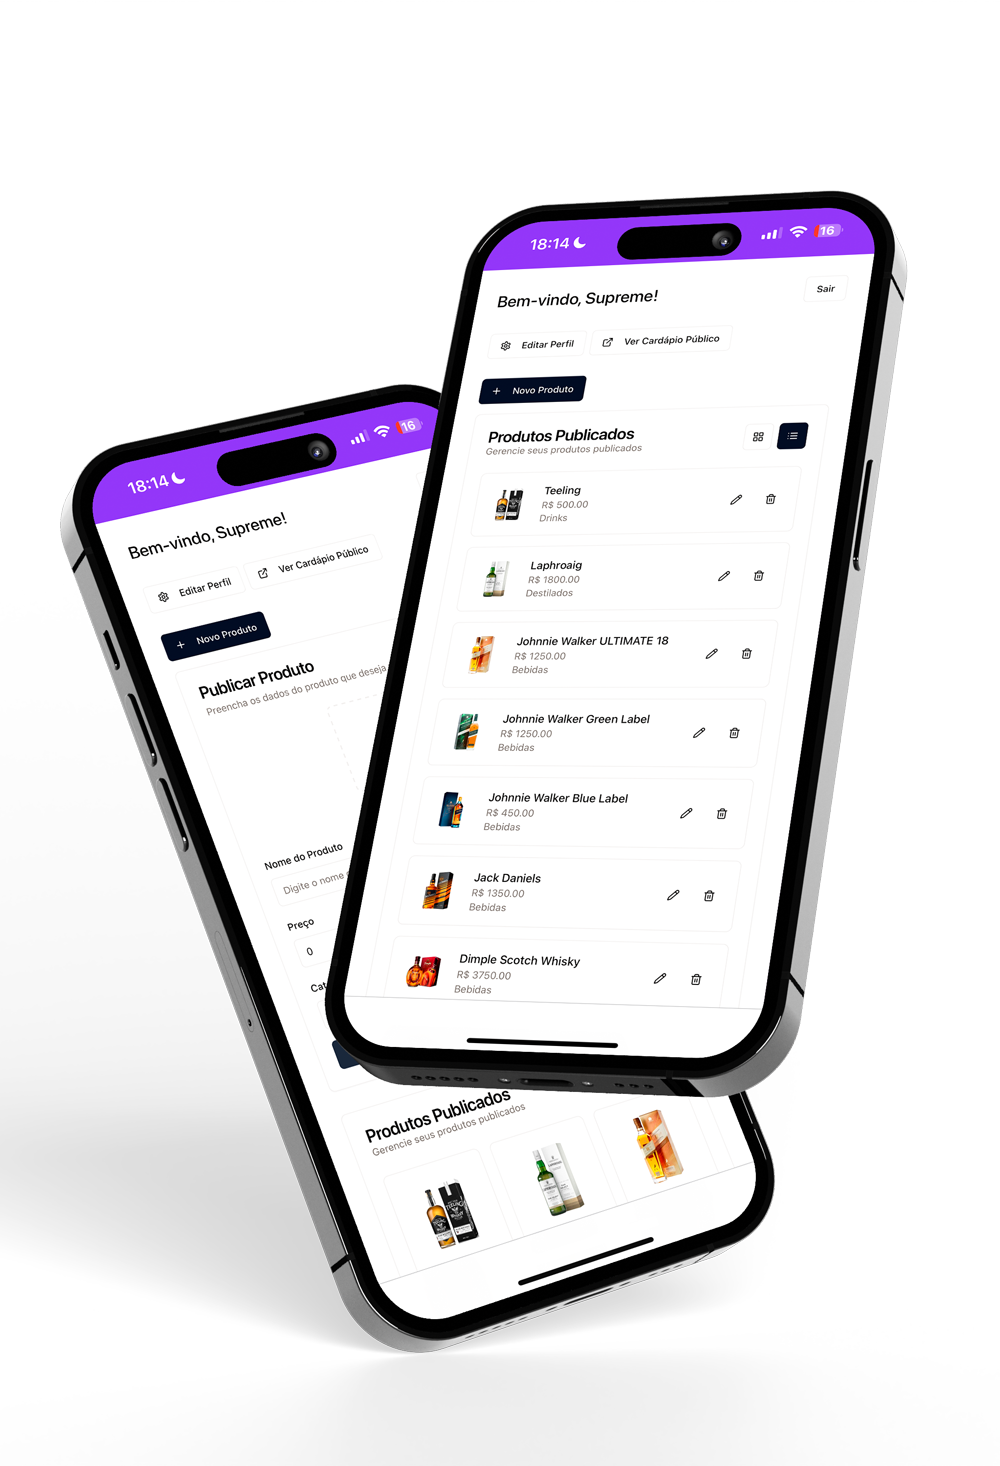 18:14
16
Bem-vindo, Supreme!
Sair
Editar Perfil
Ver Cardápio Público
+ Novo Produto
Produtos Publicados
Gerencie seus produtos publicados
Teeling
R$ 500.00
Drinks
Laphroaig
R$ 1800.00
Destilados
Johnnie Walker ULTIMATE 18
R$ 1250.00
Bebidas
Johnnie Walker Green Label
R$ 1250.00
Bebidas
Johnnie Walker Blue Label
R$ 450.00
Bebidas
Jack Daniels
R$ 1350.00
Bebidas
Dimple Scotch Whisky
R$ 3750.00
Bebidas
18:14
16
Bem-vindo, Supreme!
Editar Perfil
Ver Cardápio Público
+ Novo Produto
Publicar Produto
Preencha os dados do produto que deseja
Nome do Produto
Digite o nome
Preço
0
Cat
Produtos Publicados
Gerencie seus produtos publicados